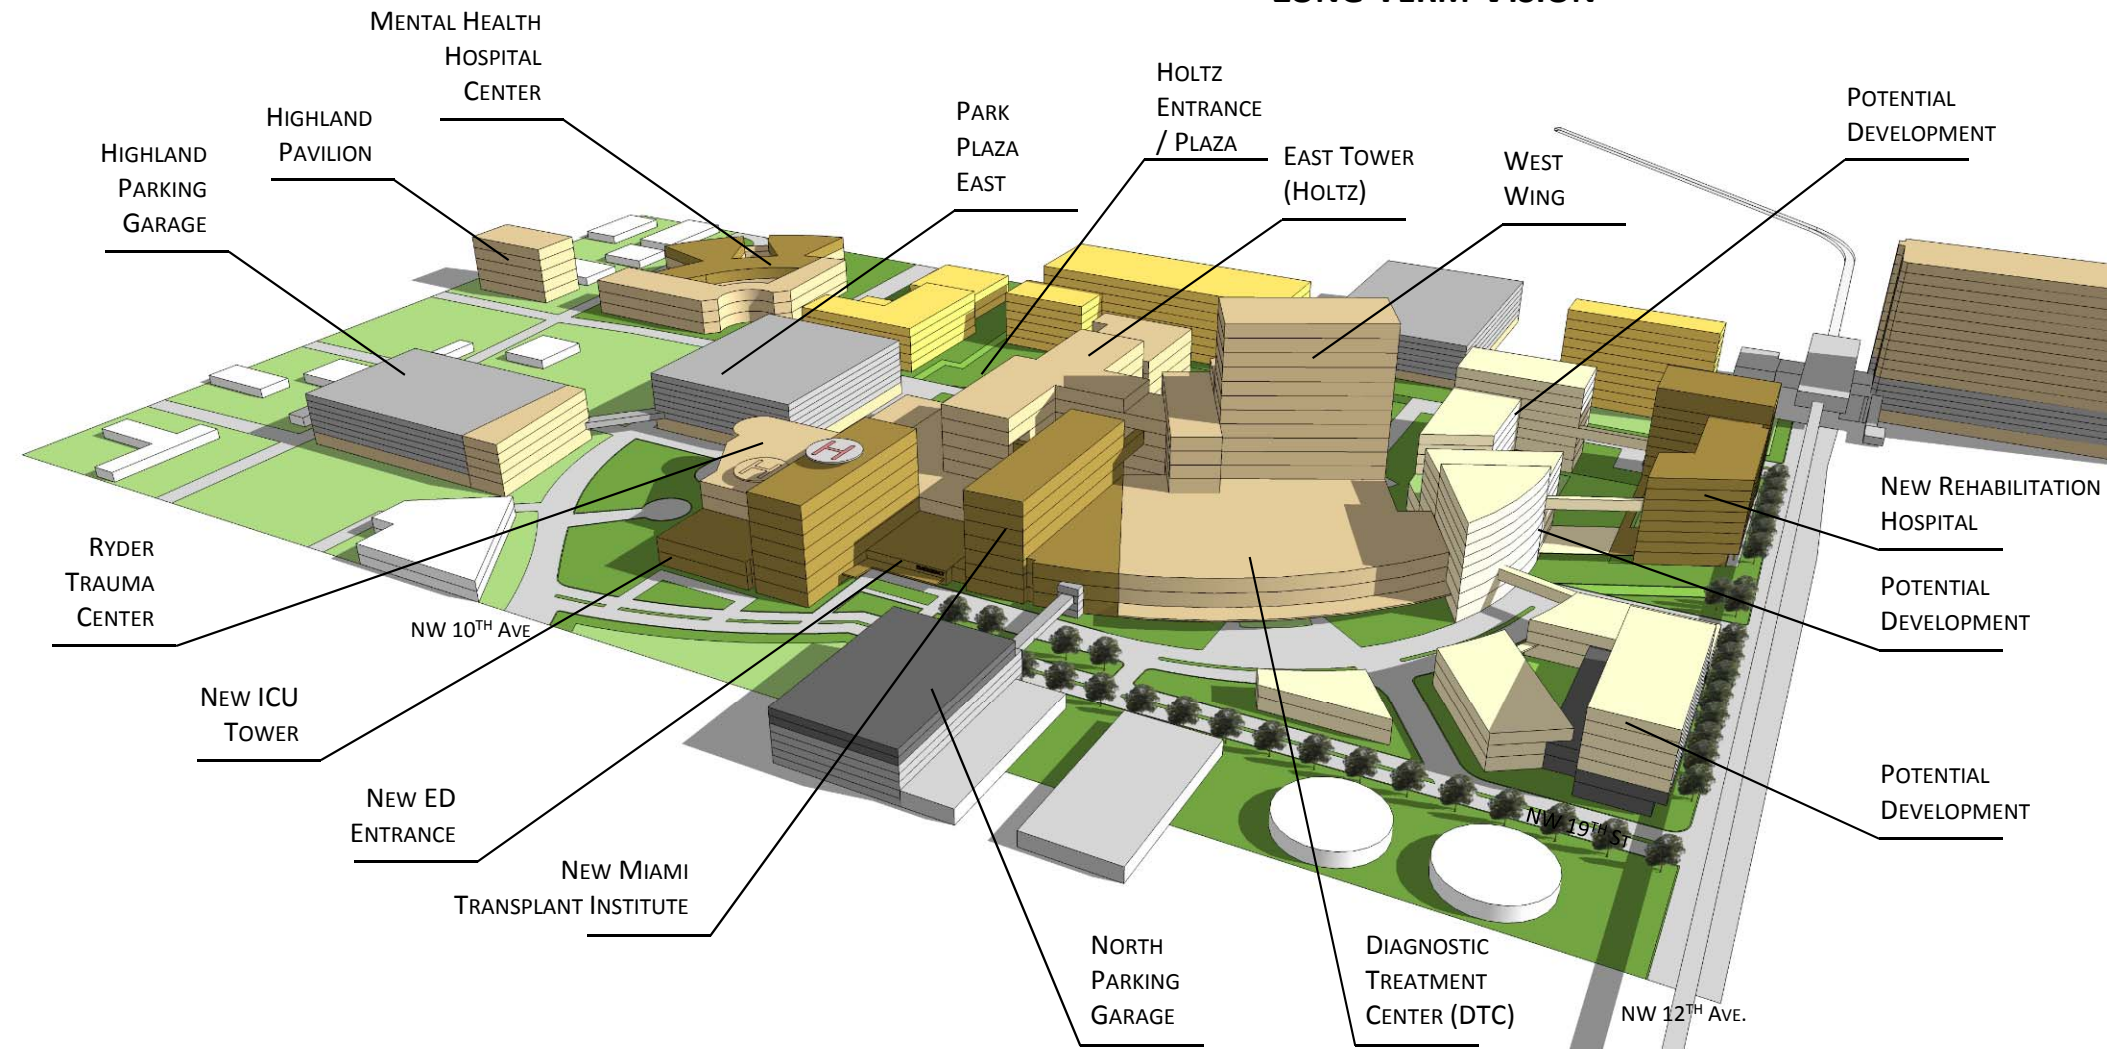 LONG TERM VISION
MENTAL HEALTH
HOSPITAL
CENTER
HIGHLAND
PAVILION
HIGHLAND
PARKING
GARAGE
PARK
PLAZA
EAST
HOLTZ
ENTRANCE
/ PLAZA
EAST TOWER
(HOLTZ)
WEST
WING
POTENTIAL
DEVELOPMENT
H
H
NEW REHABILITATION
HOSPITAL
POTENTIAL
DEVELOPMENT
POTENTIAL
DEVELOPMENT
RYDER
TRAUMA
CENTER
NW 10TH AVE
NEW ICU
TOWER
NEW ED
ENTRANCE
NEW MIAMI
TRANSPLANT INSTITUTE
NORTH
PARKING
GARAGE
DIAGNOSTIC
TREATMENT
CENTER (DTC)
NW 19TH ST
NW 12TH AVE.